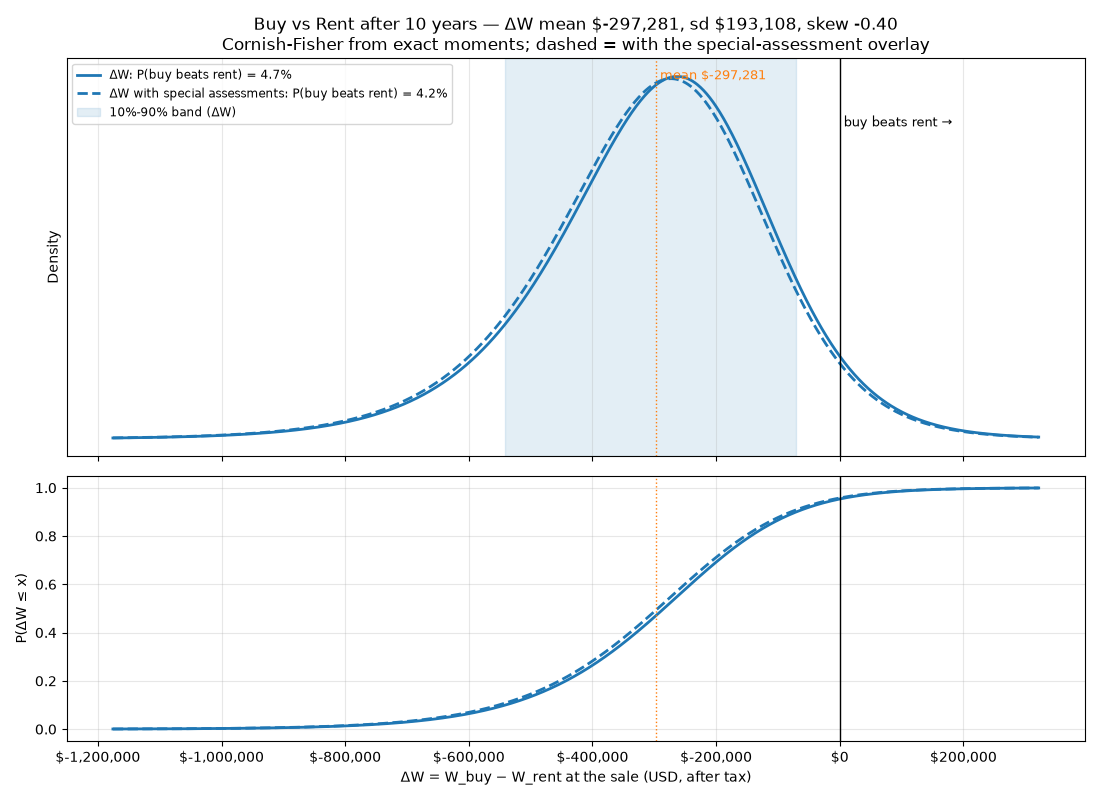 Buy vs Rent after 10 years — ΔW mean $-297,281, sd $193,108, skew -0.40
Cornish-Fisher from exact moments; dashed = with the special-assessment overlay
ΔW: P(buy beats rent) = 4.7%
ΔW with special assessments: P(buy beats rent) = 4.2%
10%-90% band (ΔW)
mean $-297,281
buy beats rent →
Density
1.0
0.8
0.6
0.4
0.2
0.0
P(ΔW ≤ x)
$-1,200,000 $-1,000,000 $-800,000 $-600,000 $-400,000 $-200,000 $0 $200,000
ΔW = W_buy − W_rent at the sale (USD, after tax)